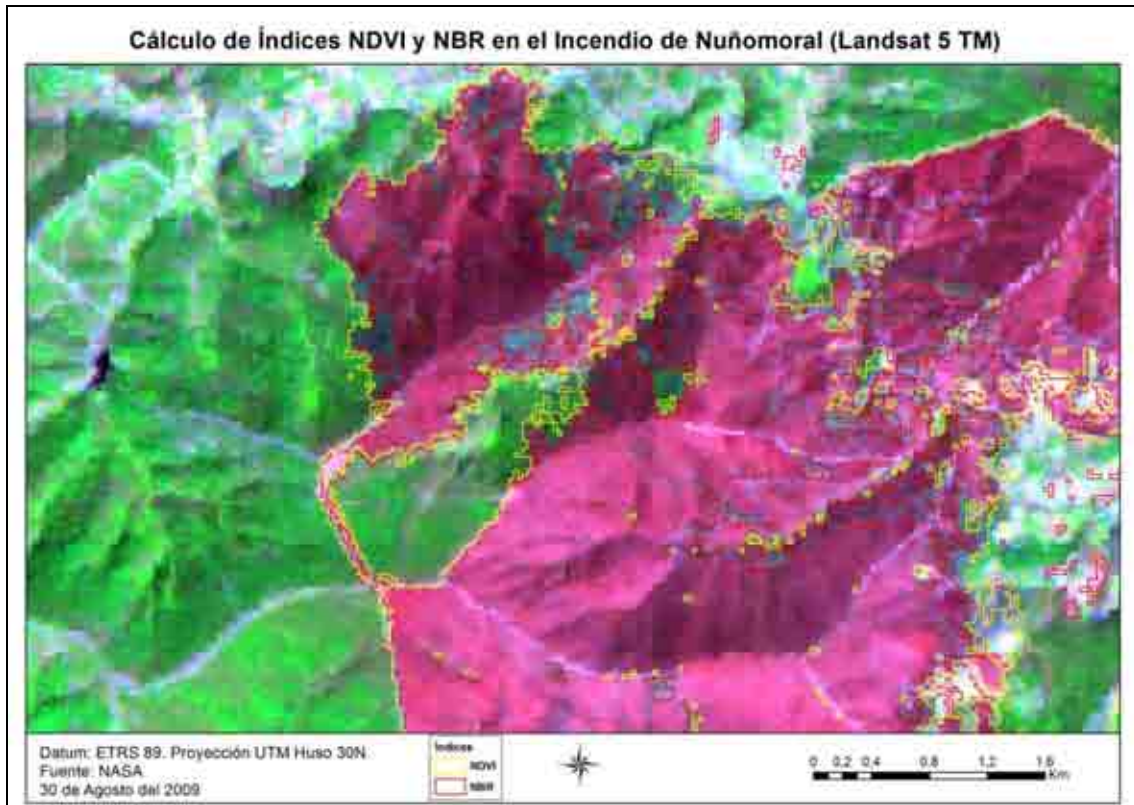 Cálculo de Índices NDVI y NBR en el Incendio de Nuñomoral (Landsat 5 TM)
Datum: ETRS 89. Proyección UTM Huso 30N
Fuente: NASA
30 de Agosto del 2009
Índices
NDVI
NBR
0 0.2 0,4 0,8 1,2 1,6
Km